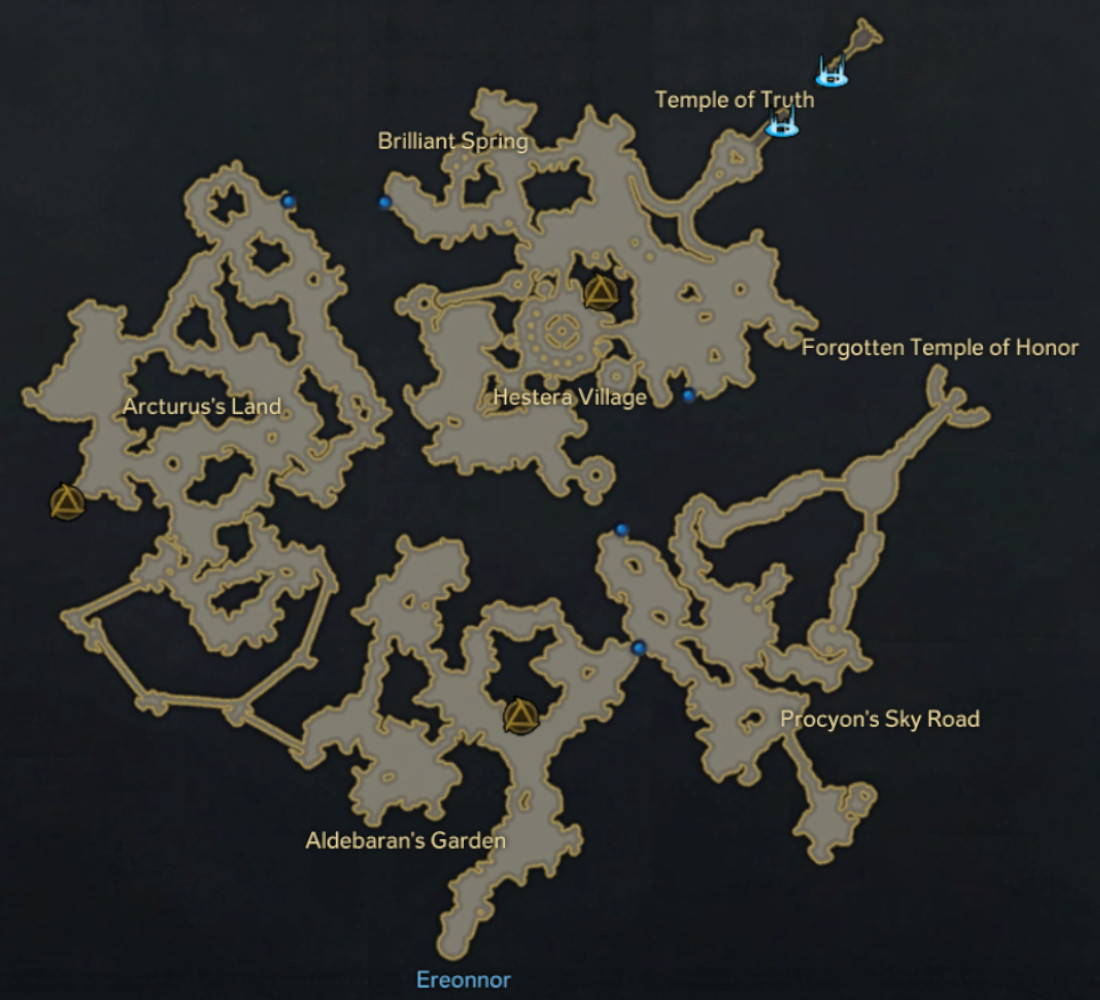 Temple of Truth
Brilliant Spring
Forgotten Temple of Honor
Hestera Village
Arcturus's Land
Procyon's Sky Road
Aldebaran's Garden
Ereonnor